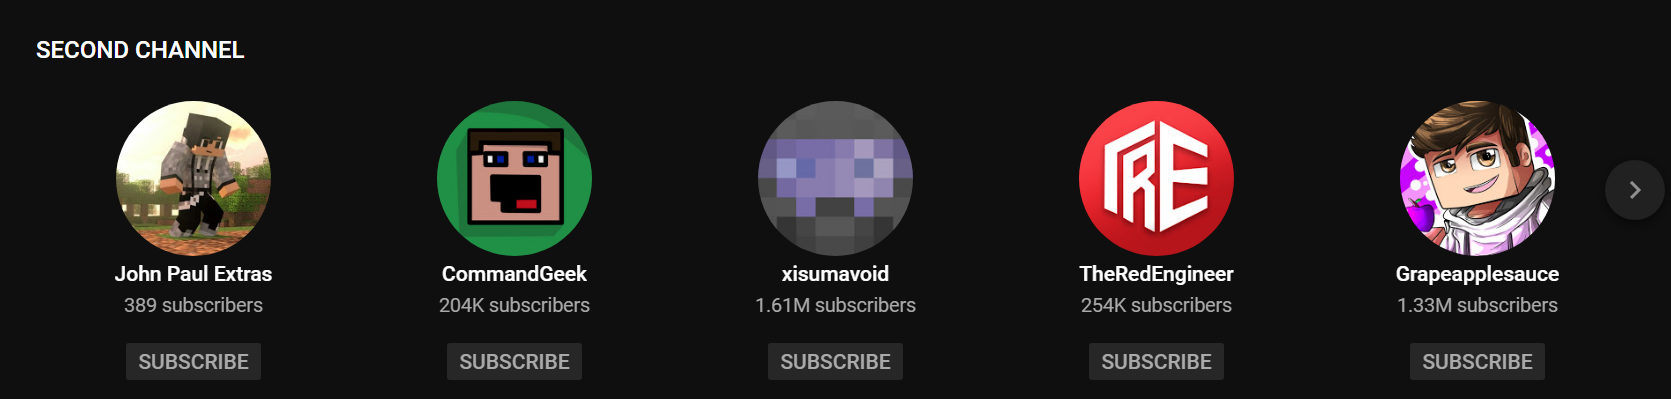 SECOND CHANNEL
TRE
John Paul Extras
389 subscribers
SUBSCRIBE
CommandGeek
204K subscribers
SUBSCRIBE
xisumavoid
1.61M subscribers
SUBSCRIBE
TheRedEngineer
254K subscribers
SUBSCRIBE
Grapeapplesauce
1.33M subscribers
SUBSCRIBE